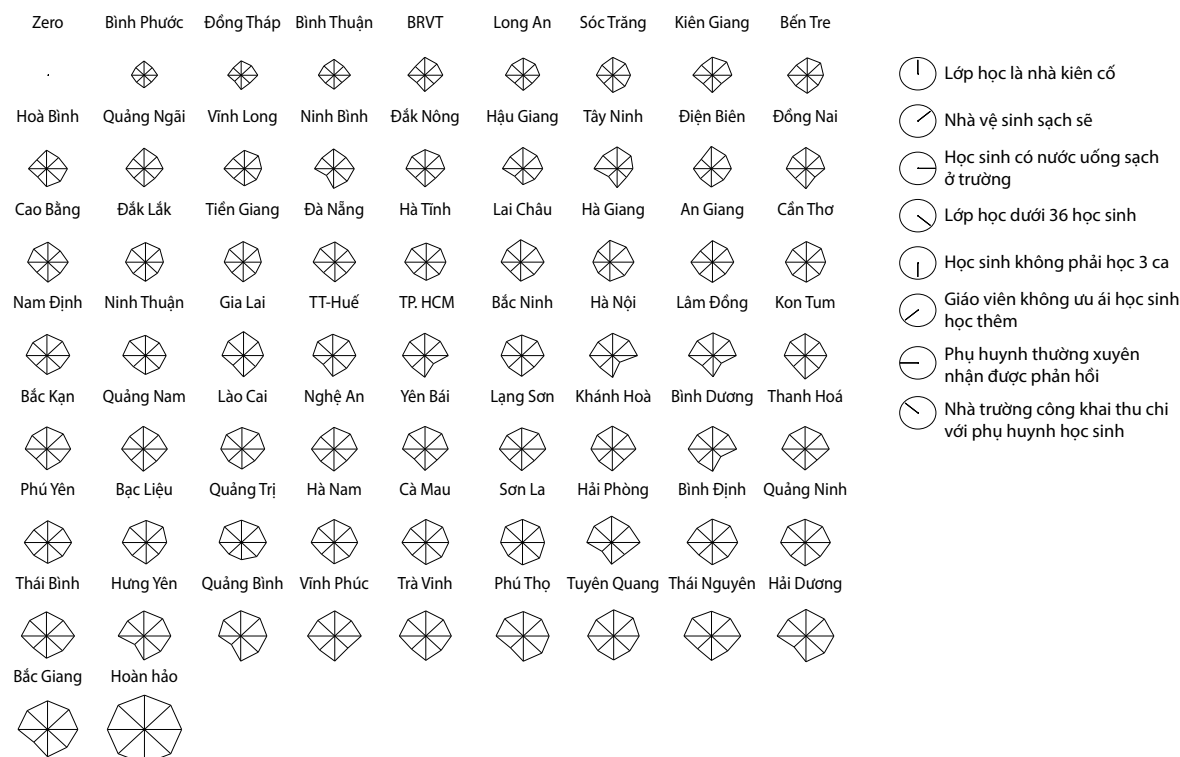 Zero Bình Phước Đồng Tháp Bình Thuận BRVT Long An Sóc Trăng Kiên Giang Bến Tre
Hoà Bình Quảng Ngãi Vĩnh Long Ninh Bình Đắk Nông Hậu Giang Tây Ninh Điện Biên Đồng Nai
Cao Bằng Đắk Lắk Tiền Giang Đà Nẵng Hà Tĩnh Lai Châu Hà Giang An Giang Cần Thơ
Nam Định Ninh Thuận Gia Lai TT-Huế TP. HCM Bắc Ninh Hà Nội Lâm Đồng Kon Tum
Bắc Kạn Quảng Nam Lào Cai Nghệ An Yên Bái Lạng Sơn Khánh Hoà Bình Dương Thanh Hoá
Phú Yên Bạc Liệu Quảng Trị Hà Nam Cà Mau Sơn La Hải Phòng Bình Định Quảng Ninh
Thái Bình Hưng Yên Quảng Bình Vĩnh Phúc Trà Vinh Phú Thọ Tuyên Quang Thái Nguyên Hải Dương
Bắc Giang Hoàn hảo
Lớp học là nhà kiên cố
Nhà vệ sinh sạch sẽ
Học sinh có nước uống sạch
ở trường
Lớp học dưới 36 học sinh
Học sinh không phải học 3 ca
Giáo viên không ưu ái học sinh
học thêm
Phụ huynh thường xuyên
nhận được phản hồi
Nhà trường công khai thu chi
với phụ huynh học sinh